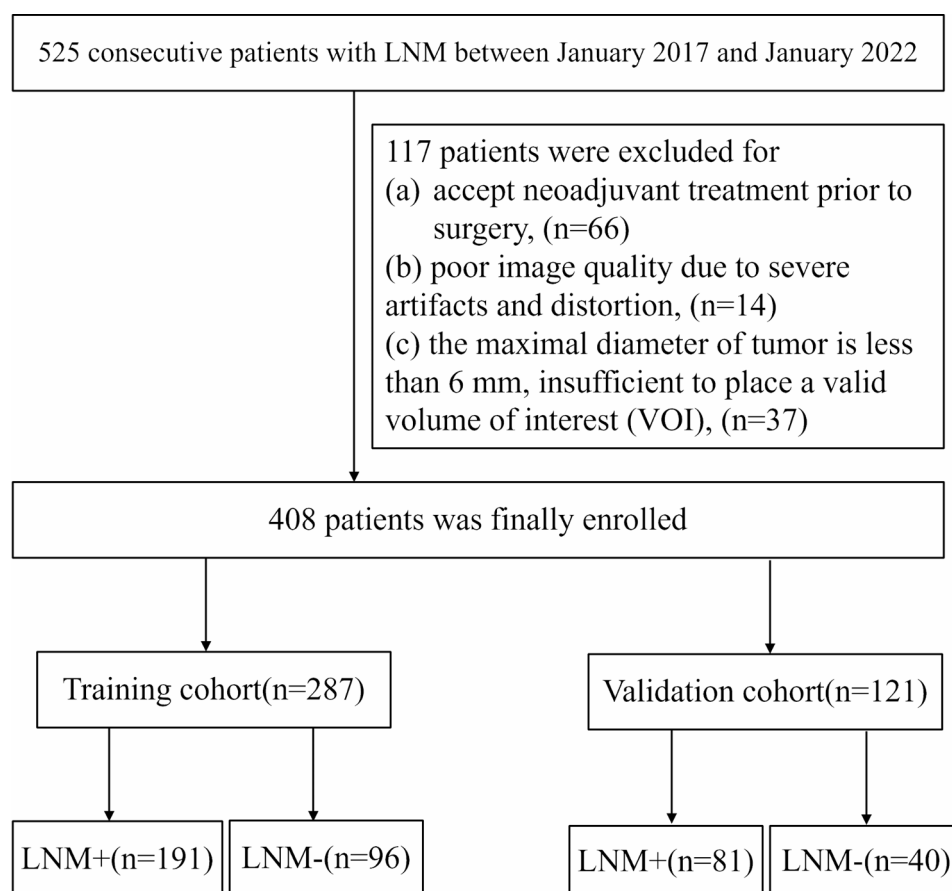 525 consecutive patients with LNM between January 2017 and January 2022
117 patients were excluded for
(a) accept neoadjuvant treatment prior to
surgery, (n=66)
(b) poor image quality due to severe
artifacts and distortion, (n=14)
(c) the maximal diameter of tumor is less
than 6 mm, insufficient to place a valid
volume of interest (VOI), (n=37)
408 patients was finally enrolled
Training cohort(n=287)
Validation cohort(n=121)
LNM+(n=191)
LNM-(n=96)
LNM+(n=81)
LNM-(n=40)